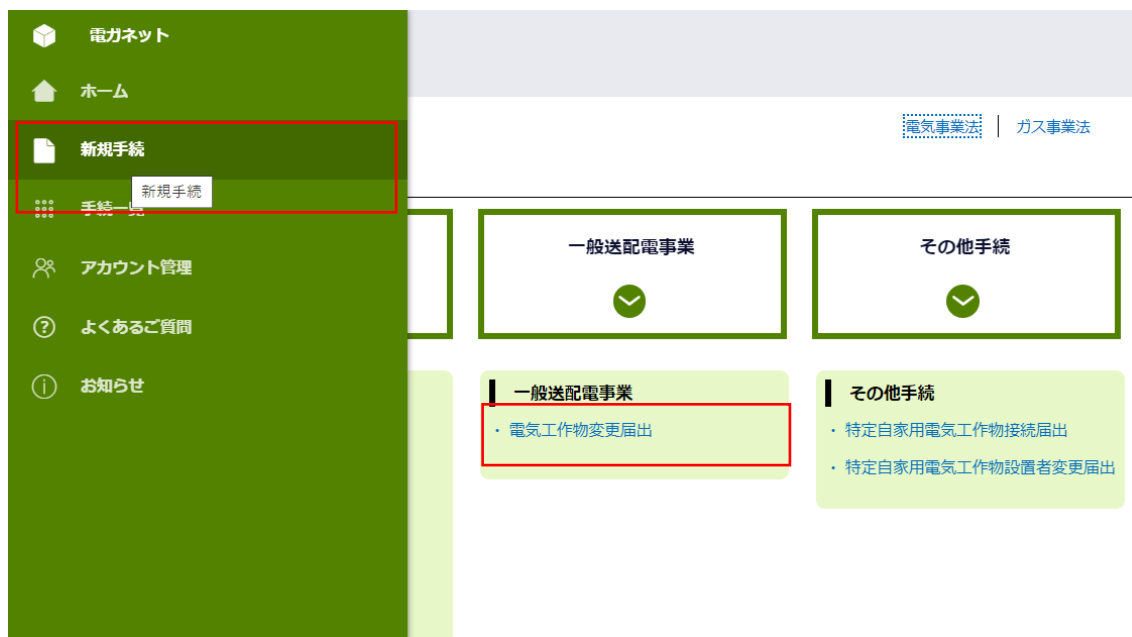 電ガネット
ホーム
新規手続
新規手続
手続一覧
アカウント管理
よくあるご質問
お知らせ
電気事業法 | ガス事業法
一般送配電事業
その他手続
一般送配電事業
・電気工作物変更届出
その他手続
・特定自家用電気工作物接続届出
・特定自家用電気工作物設置者変更届出